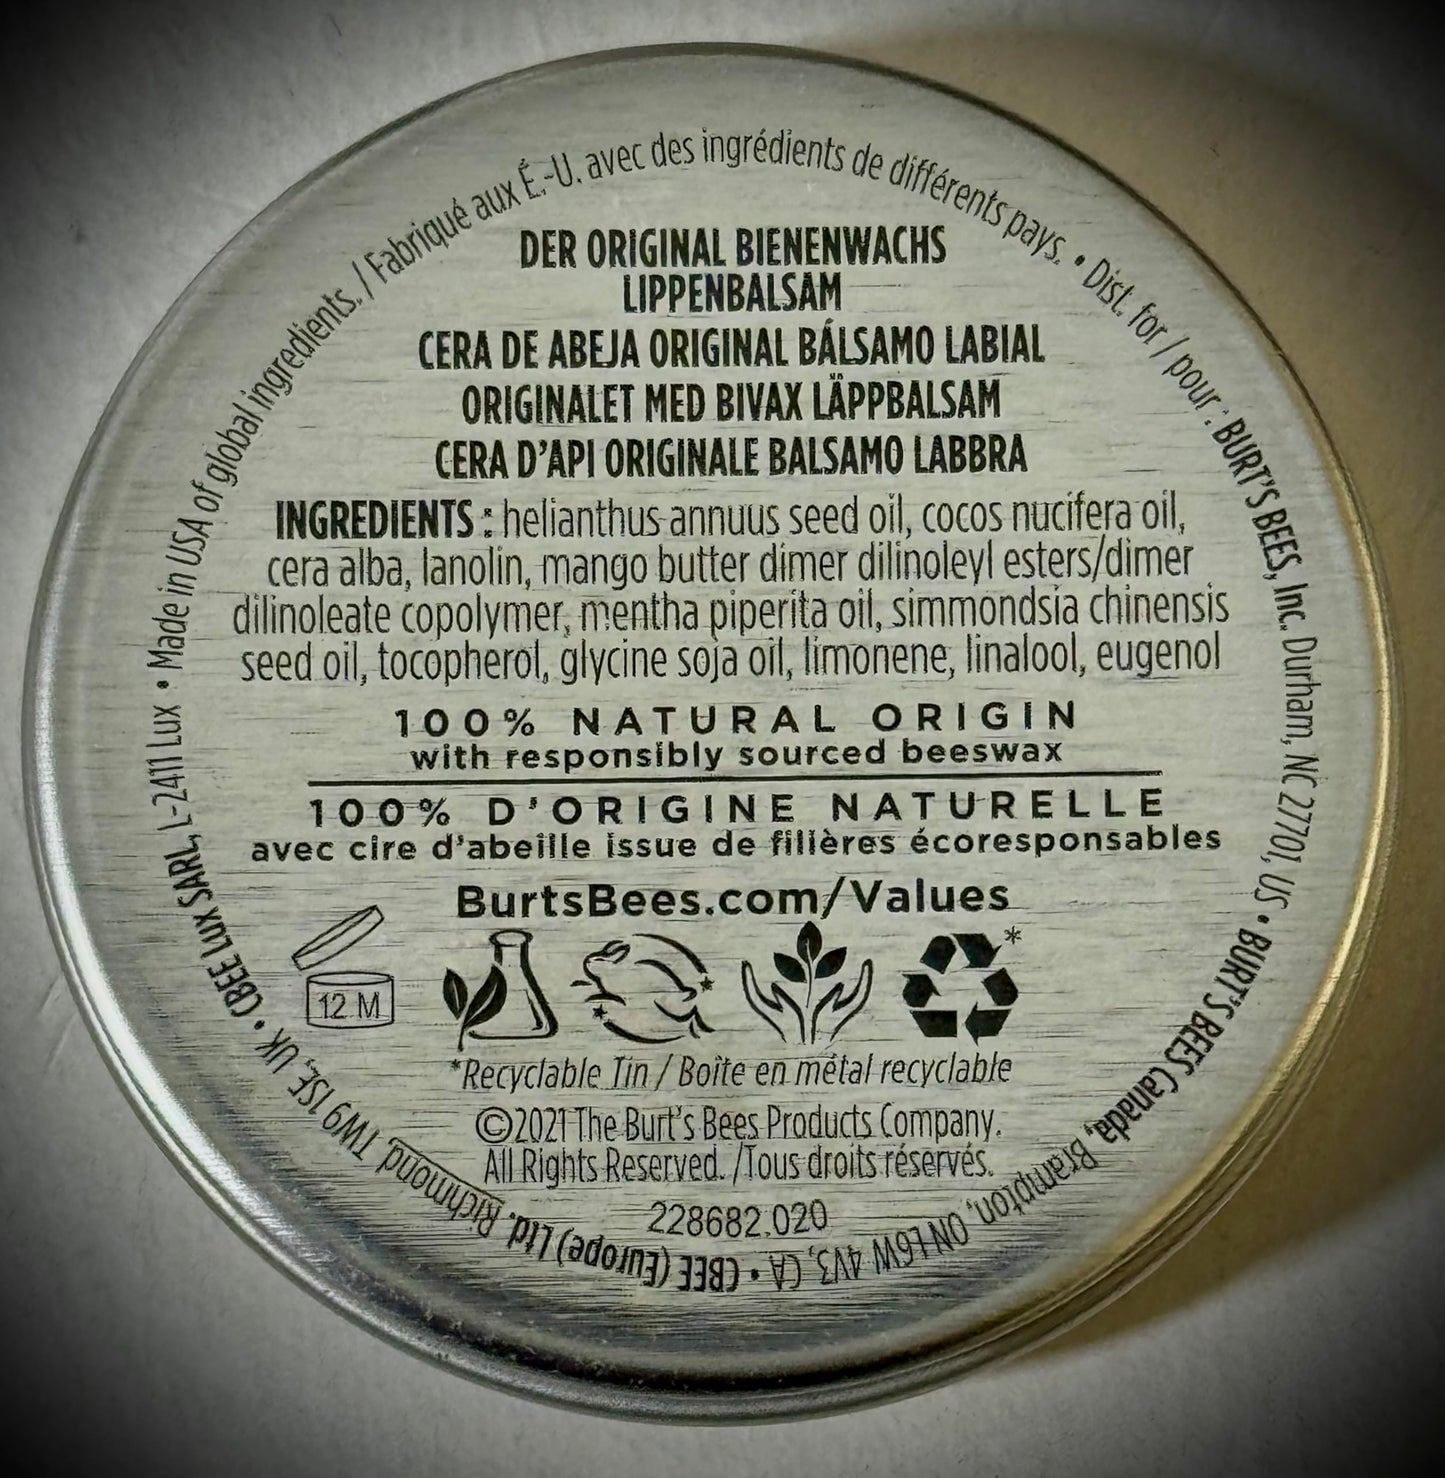 DER ORIGINAL BIENENWACHS
LIPPENBALSAM
CERA DE ABEJA ORIGINAL BÁLSAMO LABIAL
ORIGINALET MED BIVAX LÄPPBALSAM
CERA D'API ORIGINALE BALSAMO LABBRA
INGREDIENTS : helianthus annuus seed oil, cocos nucifera oil,
cera alba, lanolin, mango butter dimer dilinoleyl esters/dimer
dilinoleate copolymer, mentha piperita oil, simmondsia chinensis
seed oil, tocopherol, glycine soja oil, limonene, linalool, eugenol
100% NATURAL ORIGIN
with responsibly sourced beeswax
100% D'ORIGINE NATURELLE
avec cire d'abeille issue de filières écoresponsables
BurtsBees.com/Values
12 M
*
*Recyclable Tin / Boîte en métal recyclable
©2021 The Burt's Bees Products Company.
All Rights Reserved. /Tous droits réservés.
228682.020
• Made in USA of global ingredients. / Fabriqué aux É.-U. avec des ingrédients de différents pays. • Dist. for / pour : BURT'S BEES, Inc. Durham, NC 27701, US • BURT'S BEES Canada, Brampton, ON L6W 4V3, CA • CBEE (Europe) Ltd. Richmond, TW9 1SE, UK • CBEE Lux SARL, L-2411 Lux